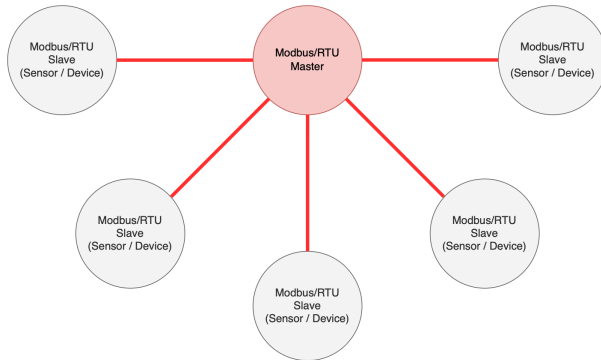 Modbus/RTU
Slave
(Sensor / Device)
Modbus/RTU
Master
Modbus/RTU
Slave
(Sensor / Device)
Modbus/RTU
Slave
(Sensor / Device)
Modbus/RTU
Slave
(Sensor / Device)
Modbus/RTU
Slave
(Sensor / Device)